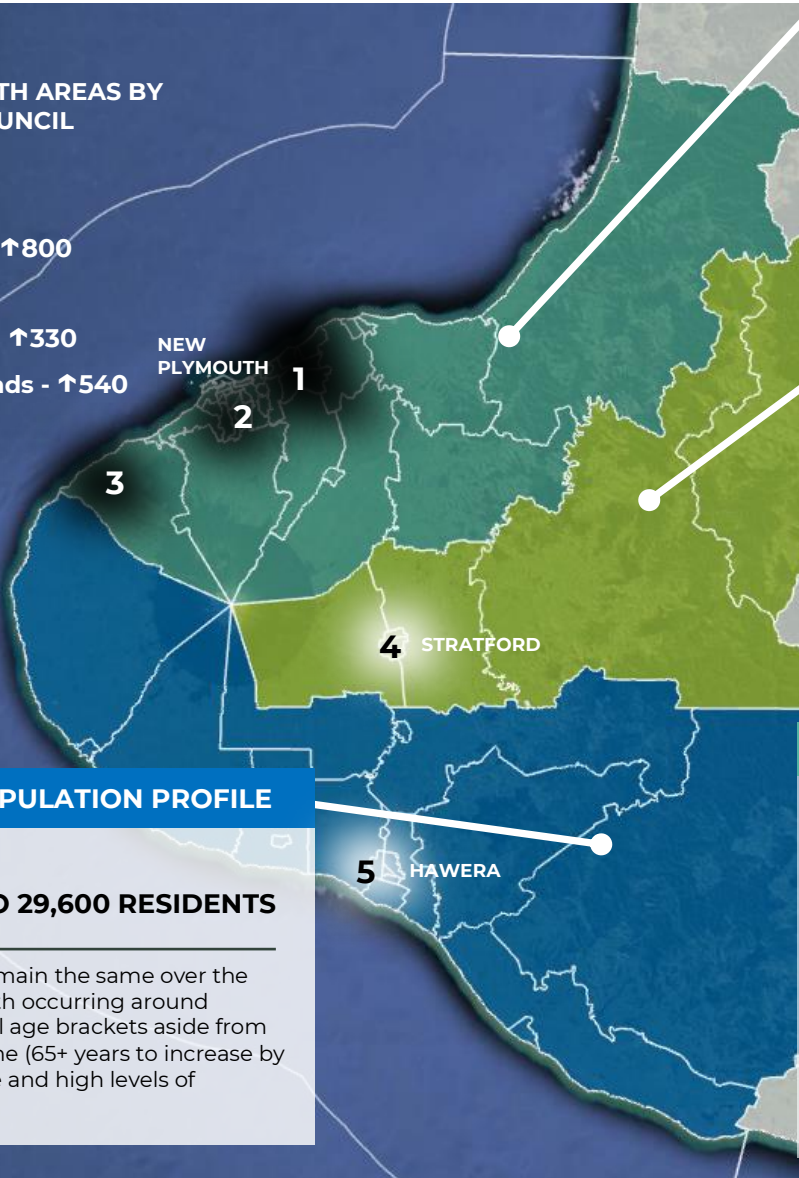 TH AREAS BY
UNCIL
↑800
↑330
nds - ↑540
NEW
PLYMOUTH
1
2
3
4 STRATFORD
PULATION PROFILE
5 HAWERA
O 29,600 RESIDENTS
main the same over the
th occurring around
l age brackets aside from
ne (65+ years to increase by
e and high levels of